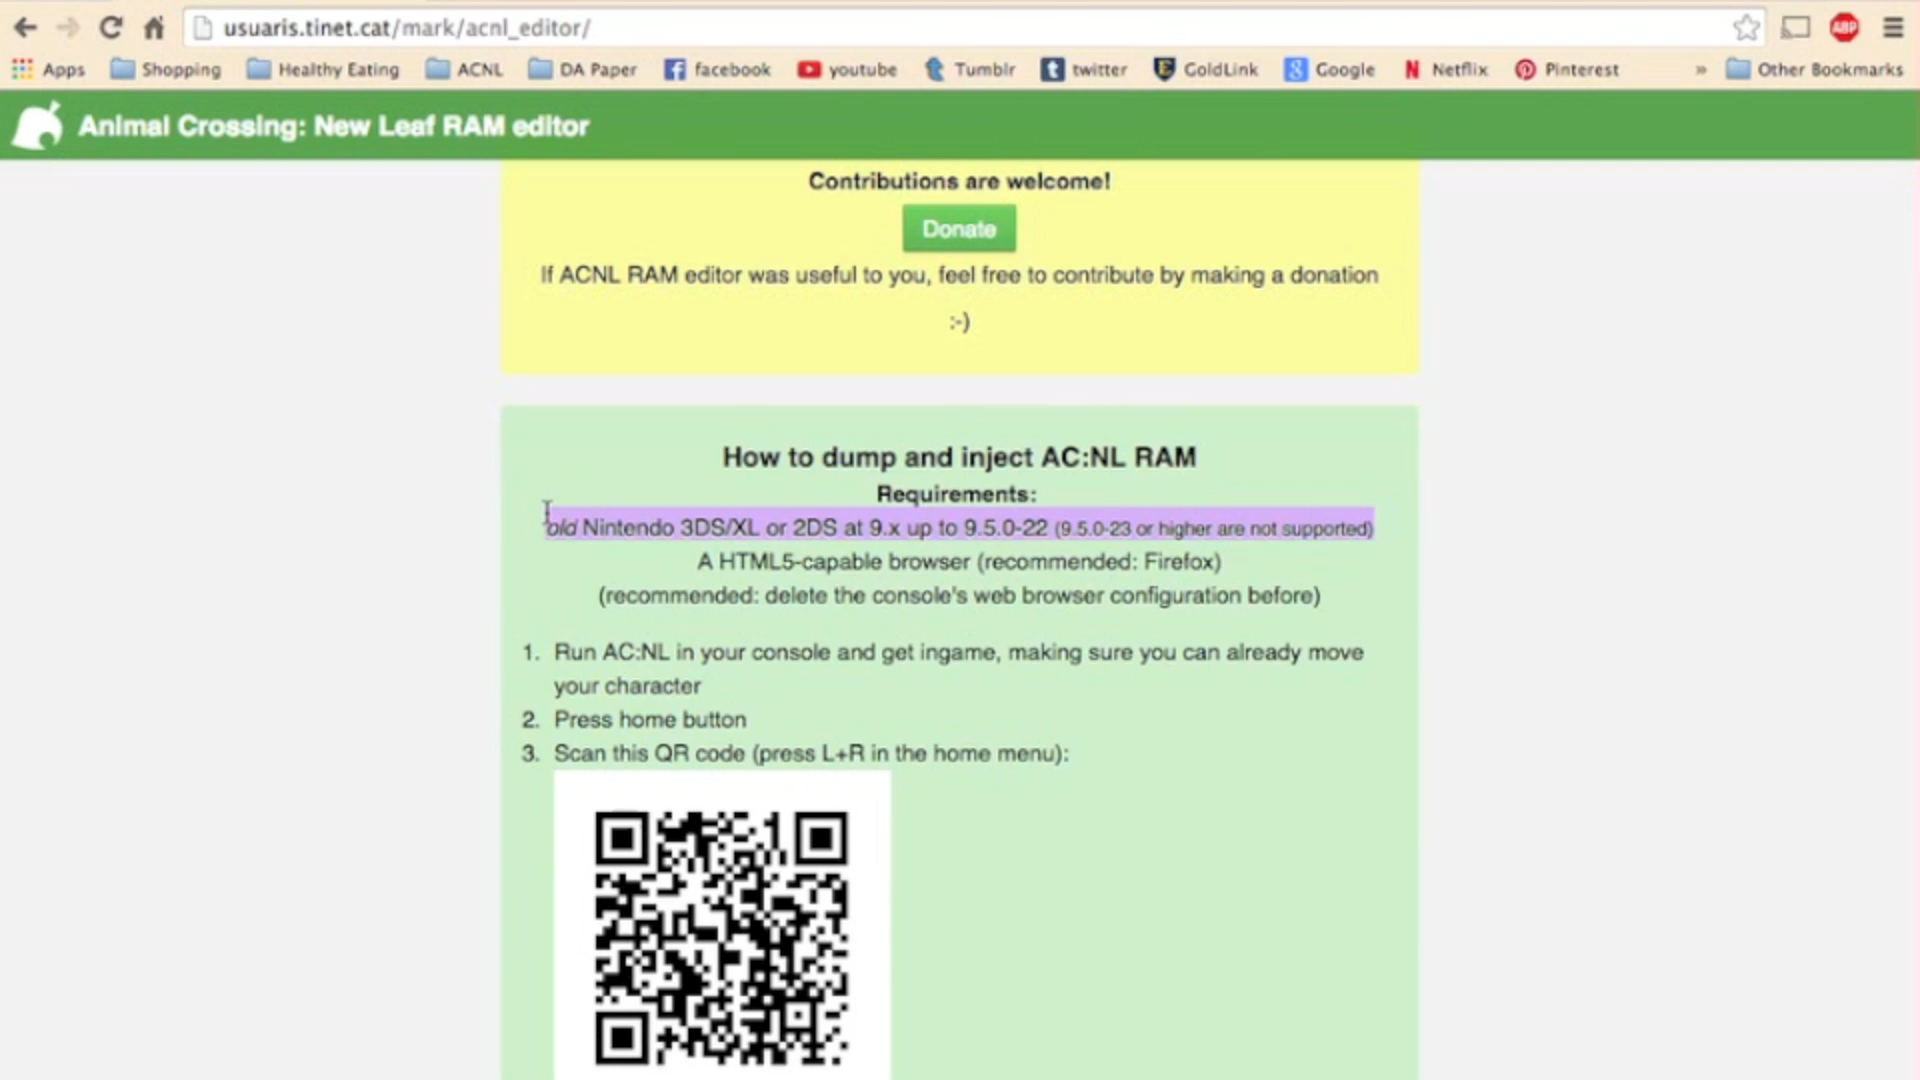 usuaris.tinet.cat/mark/acnl_editor/
ABP
Apps Shopping Healthy Eating ACNL DA Paper facebook youtube Tumblr twitter GoldLink Google Netflix Pinterest » Other Bookmarks
Animal Crossing: New Leaf RAM editor
Contributions are welcome!
Donate
If ACNL RAM editor was useful to you, feel free to contribute by making a donation
:-)
How to dump and inject AC:NL RAM
Requirements:
old Nintendo 3DS/XL or 2DS at 9.x up to 9.5.0-22 (9.5.0-23 or higher are not supported)
A HTML5-capable browser (recommended: Firefox)
(recommended: delete the console's web browser configuration before)
1. Run AC:NL in your console and get ingame, making sure you can already move
your character
2. Press home button
3. Scan this QR code (press L+R in the home menu):